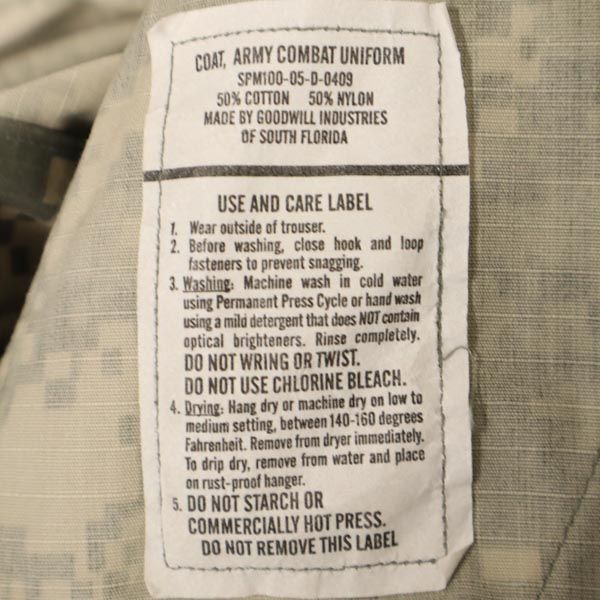 COAT, ARMY COMBAT UNIFORM
SPM100-05-D-0409
50% COTTON 50% NYLON
MADE BY GOODWILL INDUSTRIES
OF SOUTH FLORIDA
USE AND CARE LABEL
1. Wear outside of trouser.
2. Before washing, close hook and loop
fasteners to prevent snagging.
3. Washing: Machine wash in cold water
using Permanent Press Cycle or hand wash
using a mild detergent that does NOT contain
optical brighteners. Rinse completely.
DO NOT WRING OR TWIST.
DO NOT USE CHLORINE BLEACH.
4. Drying: Hang dry or machine dry on low to
medium setting, between 140-160 degrees
Fahrenheit. Remove from dryer immediately.
To drip dry, remove from water and place
on rust-proof hanger.
5. DO NOT STARCH OR
COMMERCIALLY HOT PRESS.
DO NOT REMOVE THIS LABEL